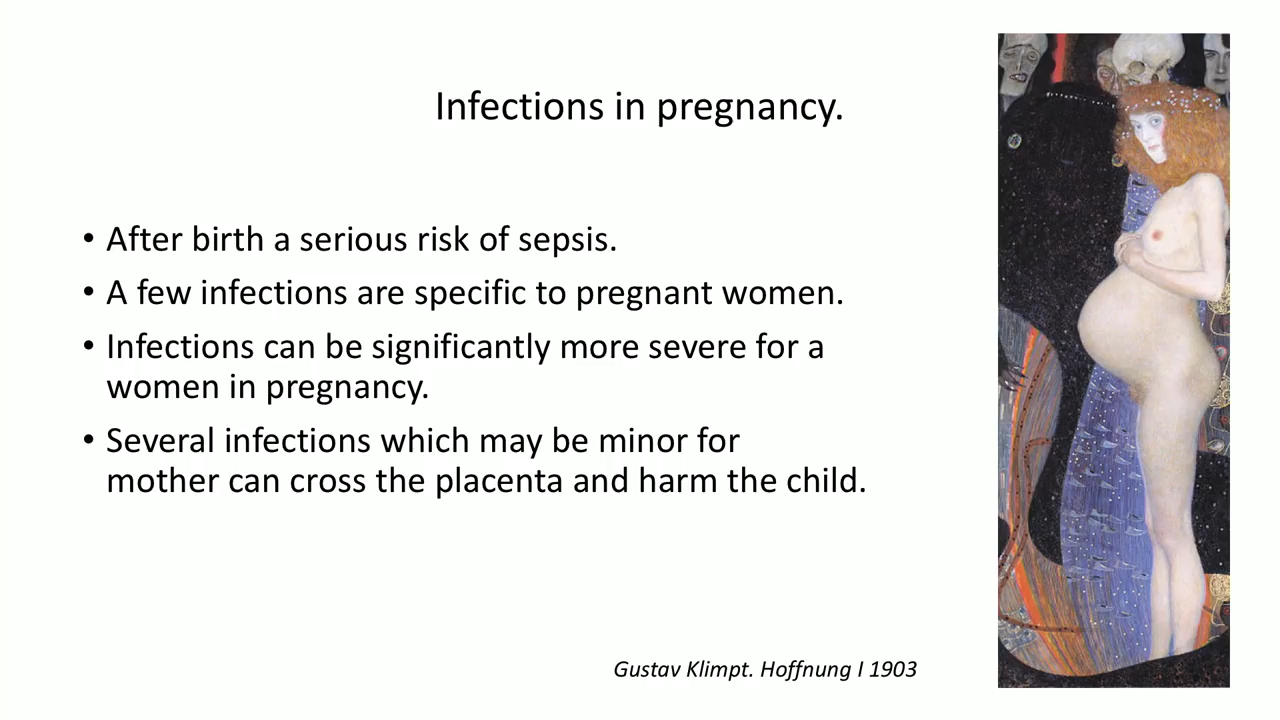 Infections in pregnancy.
• After birth a serious risk of sepsis.
• A few infections are specific to pregnant women.
• Infections can be significantly more severe for a
women in pregnancy.
• Several infections which may be minor for
mother can cross the placenta and harm the child.
Gustav Klimpt. Hoffnung I 1903